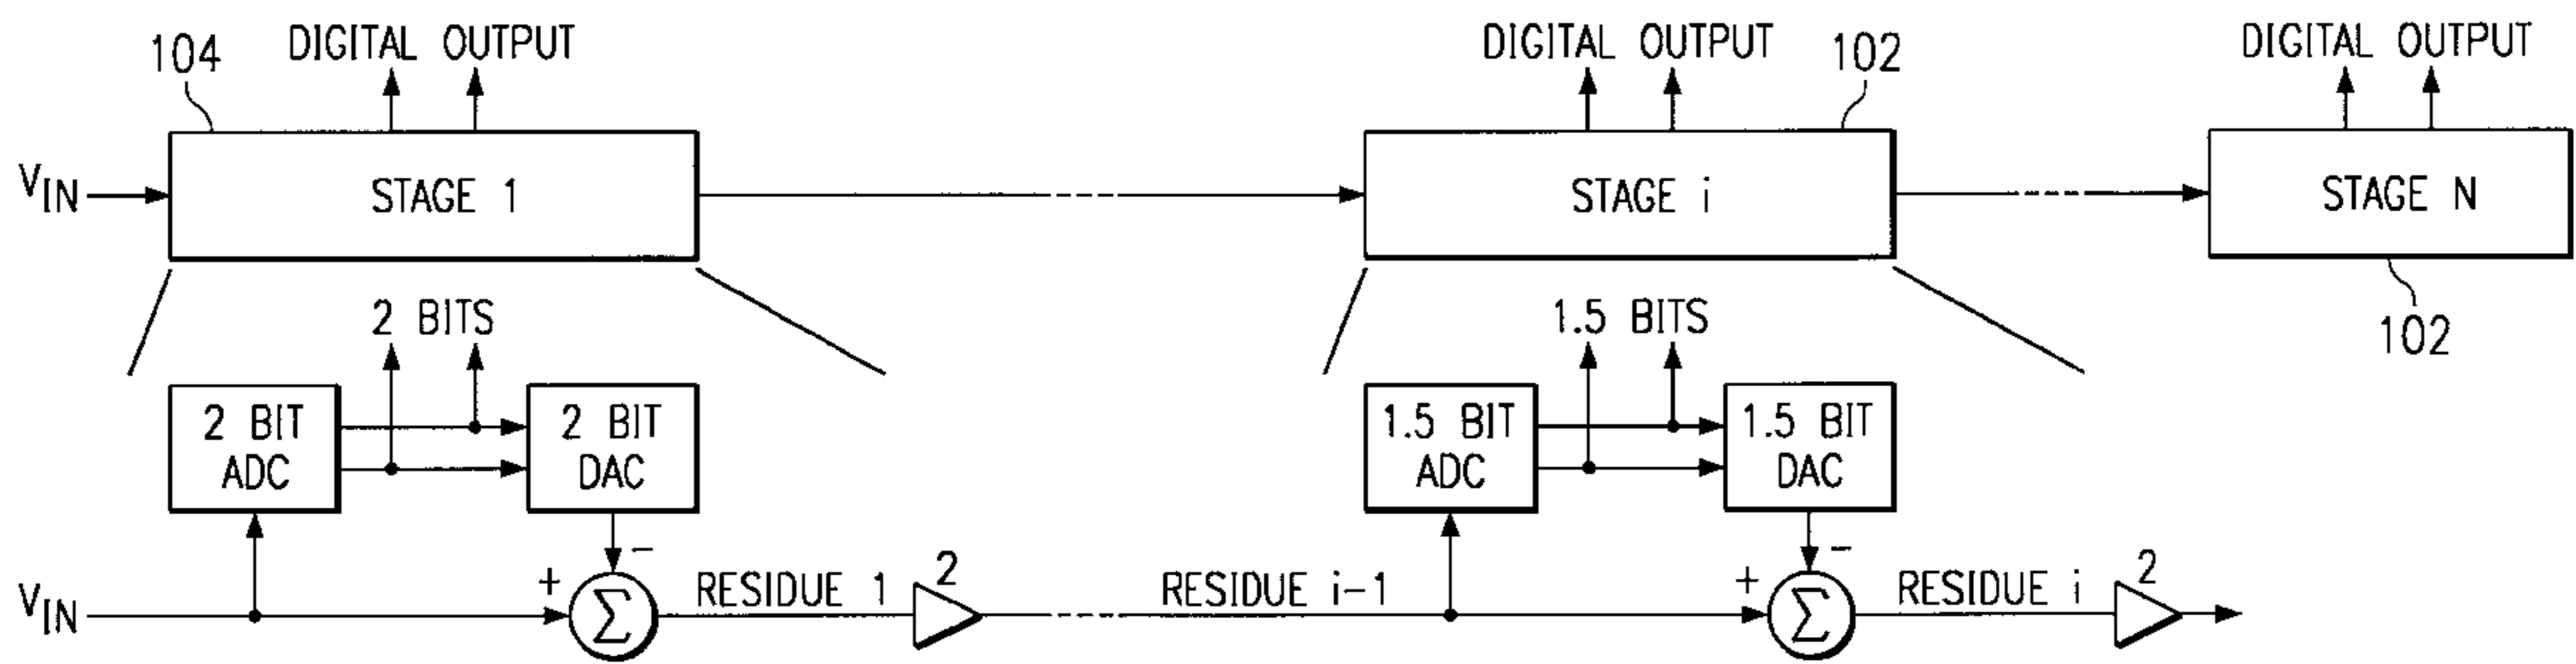 104
DIGITAL OUTPUT
DIGITAL OUTPUT
102
DIGITAL OUTPUT
VIN
STAGE 1
STAGE i
STAGE N
2 BITS
1.5 BITS
102
2 BIT
ADC
2 BIT
DAC
1.5 BIT
ADC
1.5 BIT
DAC
−
−
VIN
+
Σ
RESIDUE 1
2
RESIDUE i−1
+
Σ
RESIDUE i
2